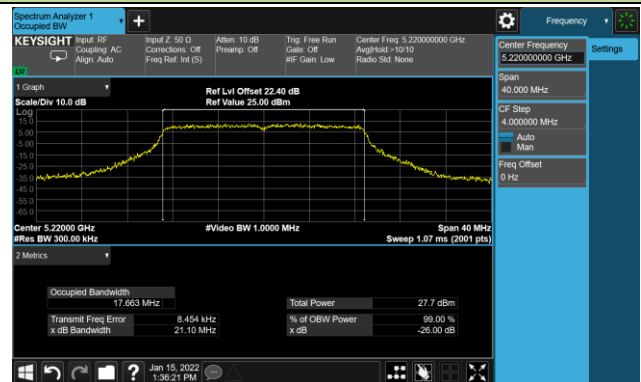 Spectrum Analyzer 1
Occupied BW
Frequency
KEYSIGHT
Input: RF
Coupling: AC
Align: Auto
Input Z: 50 Ω
Corrections: Off
Freq Ref: Int (S)
Atten: 10 dB
Preamp: Off
Trig: Free Run
Gate: Off
#IF Gain: Low
Center Freq: 5.220000000 GHz
Avg|Hold:>10/10
Radio Std: None
LW
Center Frequency
5.220000000 GHz
Settings
Span
40.000 MHz
CF Step
4.000000 MHz
Auto
Man
Freq Offset
0 Hz
1 Graph
Scale/Div 10.0 dB
Ref Lvl Offset 22.40 dB
Ref Value 25.00 dBm
Log
15.0
5.00
-5.00
-15.0
-25.0
-35.0
-45.0
-55.0
-65.0
Center 5.22000 GHz
#Res BW 300.00 kHz
#Video BW 1.0000 MHz
Span 40 MHz
Sweep 1.07 ms (2001 pts)
2 Metrics
Occupied Bandwidth
17.663 MHz
Total Power 27.7 dBm
Transmit Freq Error 8.454 kHz
% of OBW Power 99.00 %
x dB Bandwidth 21.10 MHz
x dB -26.00 dB
Jan 15, 2022
1:36:21 PM